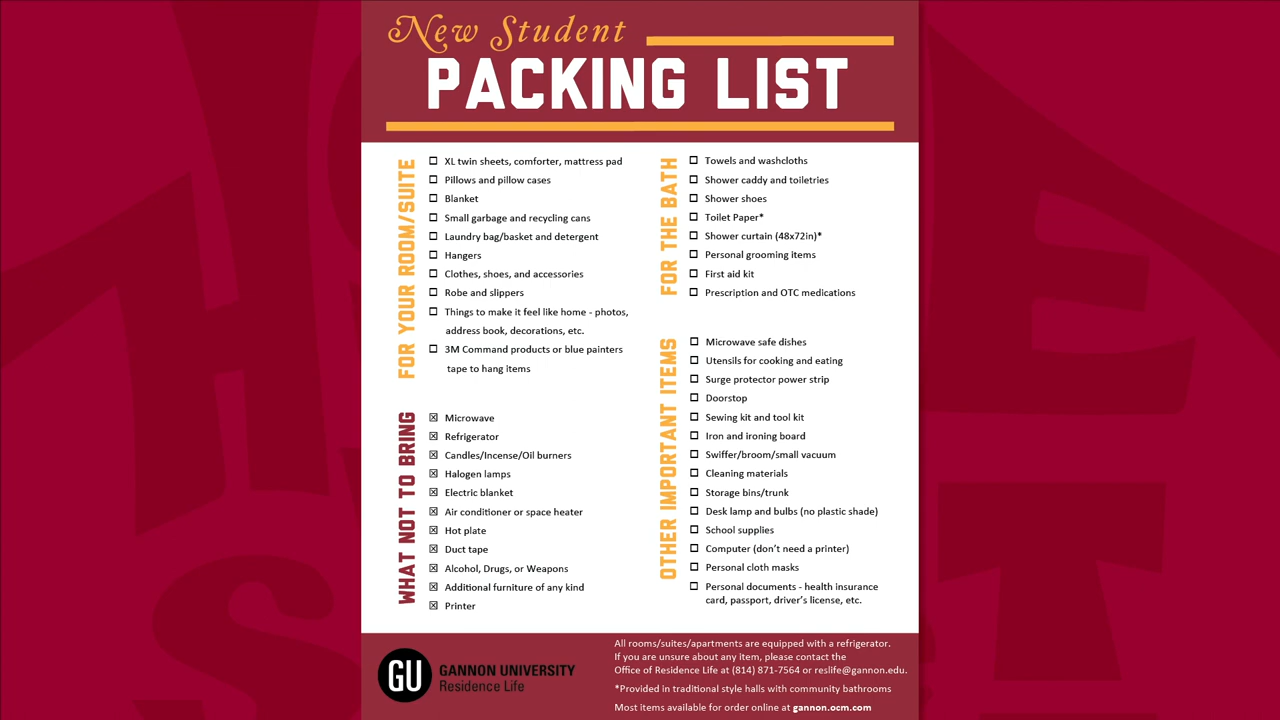 New Student
PACKING LIST
FOR YOUR ROOM/SUITE
☐ XL twin sheets, comforter, mattress pad
☐ Pillows and pillow cases
☐ Blanket
☐ Small garbage and recycling cans
☐ Laundry bag/basket and detergent
☐ Hangers
☐ Clothes, shoes, and accessories
☐ Robe and slippers
☐ Things to make it feel like home - photos,
address book, decorations, etc.
☐ 3M Command products or blue painters
tape to hang items
WHAT NOT TO BRING
☒ Microwave
☒ Refrigerator
☒ Candles/Incense/Oil burners
☒ Halogen lamps
☒ Electric blanket
☒ Air conditioner or space heater
☒ Hot plate
☒ Duct tape
☒ Alcohol, Drugs, or Weapons
☒ Additional furniture of any kind
☒ Printer
FOR THE BATH
☐ Towels and washcloths
☐ Shower caddy and toiletries
☐ Shower shoes
☐ Toilet Paper*
☐ Shower curtain (48x72in)*
☐ Personal grooming items
☐ First aid kit
☐ Prescription and OTC medications
OTHER IMPORTANT ITEMS
☐ Microwave safe dishes
☐ Utensils for cooking and eating
☐ Surge protector power strip
☐ Doorstop
☐ Sewing kit and tool kit
☐ Iron and ironing board
☐ Swiffer/broom/small vacuum
☐ Cleaning materials
☐ Storage bins/trunk
☐ Desk lamp and bulbs (no plastic shade)
☐ School supplies
☐ Computer (don't need a printer)
☐ Personal cloth masks
☐ Personal documents - health insurance
card, passport, driver's license, etc.
GU
GANNON UNIVERSITY
Residence Life
All rooms/suites/apartments are equipped with a refrigerator.
If you are unsure about any item, please contact the
Office of Residence Life at (814) 871-7564 or reslife@gannon.edu.
*Provided in traditional style halls with community bathrooms
Most items available for order online at gannon.ocm.com